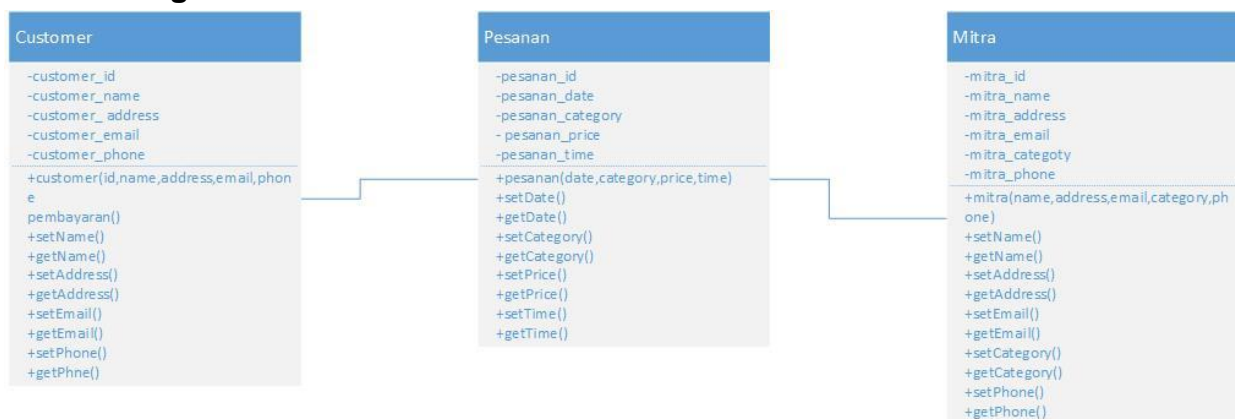 Customer
-customer_id
-customer_name
-customer_ address
-customer_email
-customer_phone
+customer(id,name,address,email,phon
e
pembayaran()
+setName()
+getName()
+setAddress()
+getAddress()
+setEmail()
+getEmail()
+setPhone()
+getPhne()
Pesanan
-pesanan_id
-pesanan_date
-pesanan_category
- pesanan_price
-pesanan_time
+pesanan(date,category,price,time)
+setDate()
+getDate()
+setCategory()
+getCategory()
+setPrice()
+getPrice()
+setTime()
+getTime()
Mitra
-mitra_id
-mitra_name
-mitra_address
-mitra_email
-mitra_categoty
-mitra_phone
+mitra(name,address,email,category,ph
one)
+setName()
+getName()
+setAddress()
+getAddress()
+setEmail()
+getEmail()
+setCategory()
+getCategory()
+setPhone()
+getPhone()